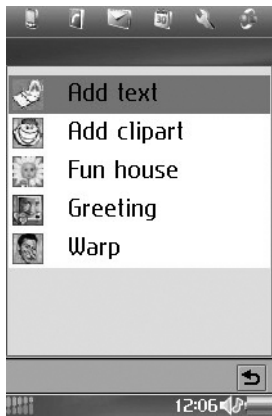 Add text
Add clipart
Fun house
Greeting
Warp
12:06